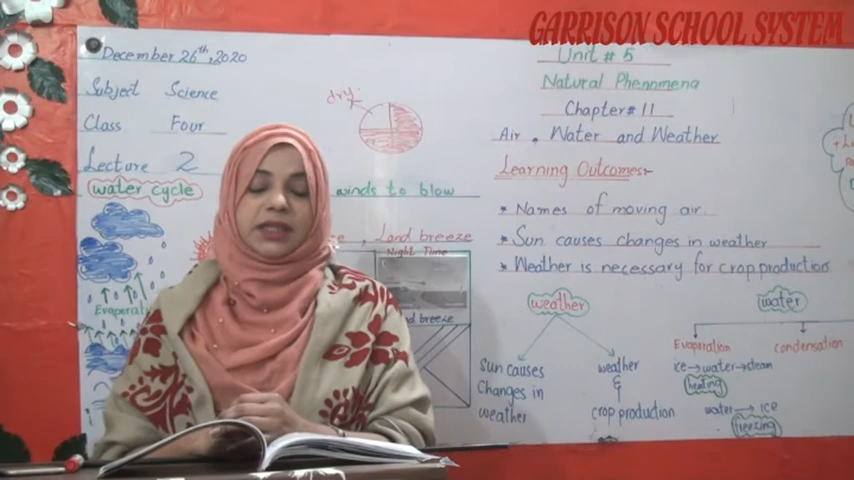 GARRISON SCHOOL SYSTEM
December 26th, 2020
Subject Science
Class Four
Lecture 2
water cycle
Evaporati
dry
winds to blow
, Land breeze
Night Time
nd breeze
Unit # 5
Natural Phenomena
Chapter # 11
Air, Water and Weather
Learning Outcomes:-
* Names of moving air.
* Sun causes changes in weather
* Weather is necessary for crop production
weather
Sun causes
Changes in
weather
weather
&
crop production
water
Evaporation
condensation
ice → water → steam
heating
water → ice
freezing